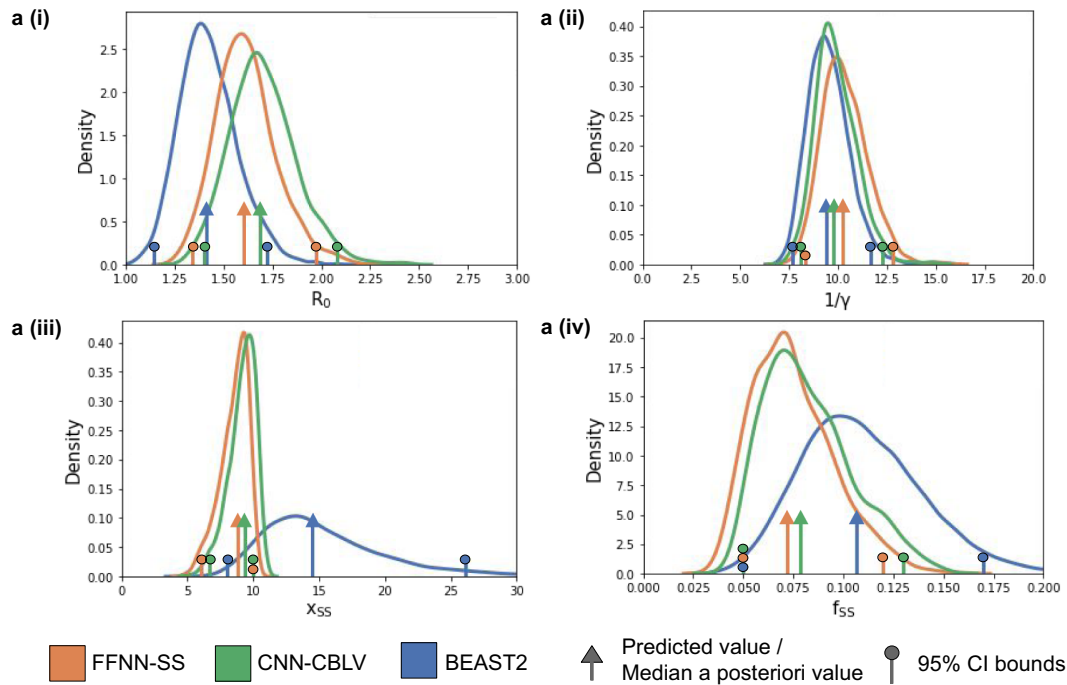 a (i)
Density
0.0
0.5
1.0
1.5
2.0
2.5
1.00 1.25 1.50 1.75 2.00 2.25 2.50 2.75 3.00
R0
a (ii)
Density
0.00
0.05
0.10
0.15
0.20
0.25
0.30
0.35
0.40
0.0 2.5 5.0 7.5 10.0 12.5 15.0 17.5 20.0
1/γ
a (iii)
Density
0.00
0.05
0.10
0.15
0.20
0.25
0.30
0.35
0.40
0 5 10 15 20 25 30
xSS
a (iv)
Density
0.0
2.5
5.0
7.5
10.0
12.5
15.0
17.5
20.0
0.000 0.025 0.050 0.075 0.100 0.125 0.150 0.175 0.200
fSS
FFNN-SS CNN-CBLV BEAST2
Predicted value /
Median a posteriori value
95% CI bounds